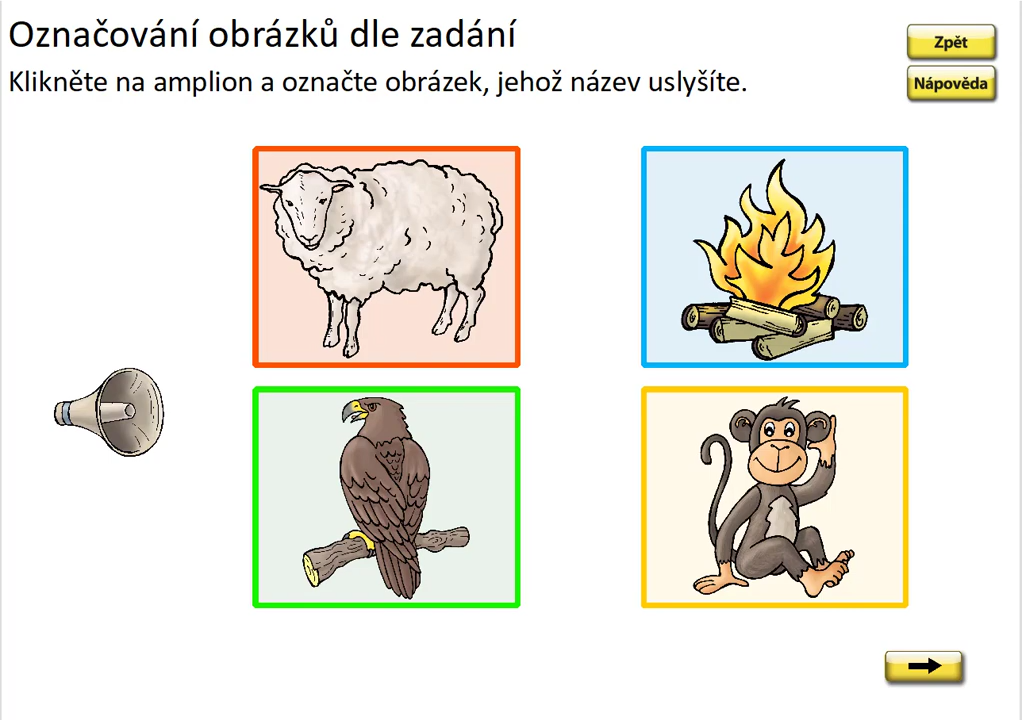 Označování obrázků dle zadání
Zpět
Klikněte na amplion a označte obrázek, jehož název uslyšíte.
Nápověda